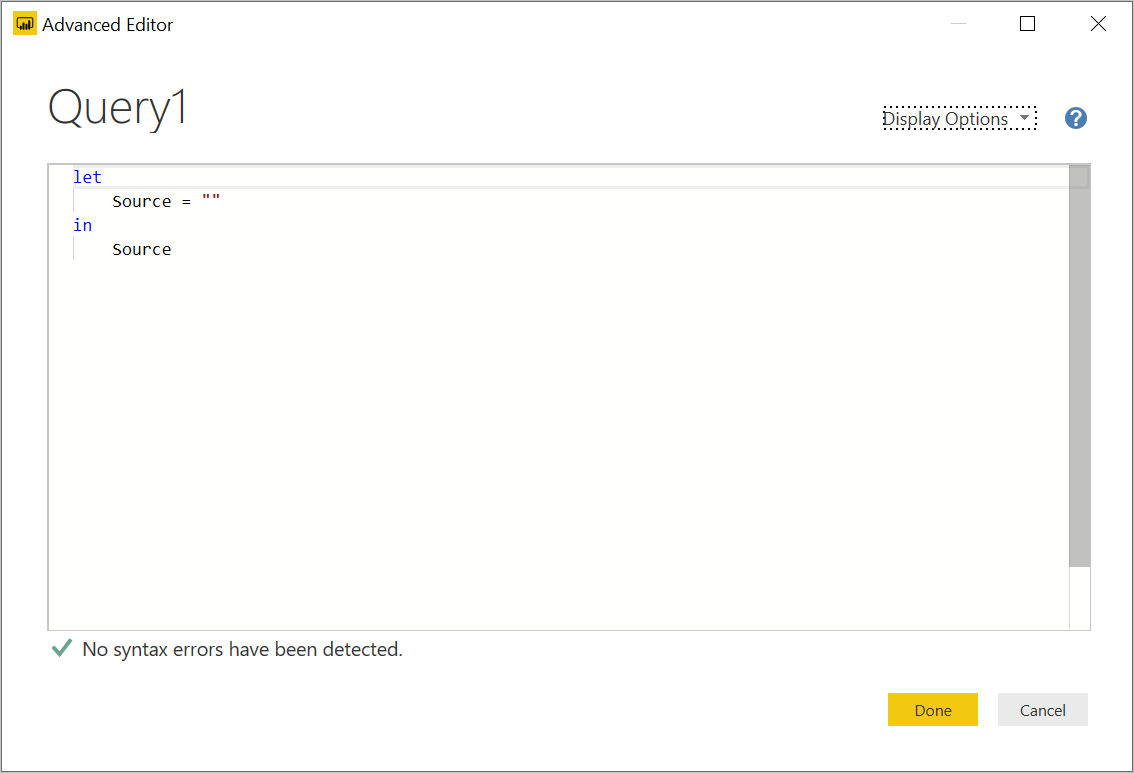 Advanced Editor
Query1
Display Options
?
let
    Source = ""
in
    Source
No syntax errors have been detected.
Done
Cancel